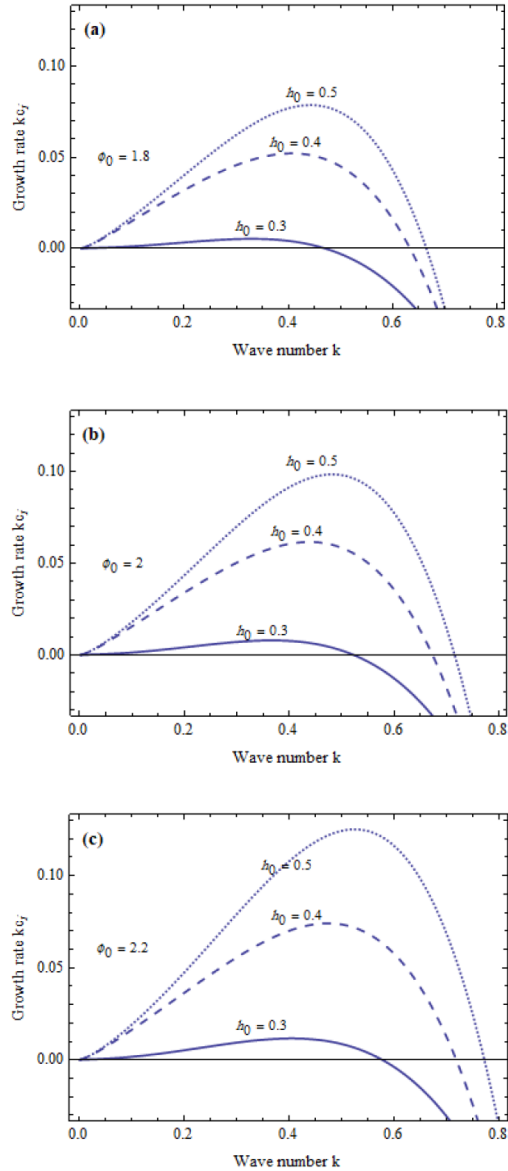 (a)
0.10
h0 = 0.5
ϕ0 = 1.8
h0 = 0.4
0.05
h0 = 0.3
0.00
Growth rate kci
0.0 0.2 0.4 0.6 0.8
Wave number k
(b)
h0 = 0.5
0.10
h0 = 0.4
ϕ0 = 2
0.05
h0 = 0.3
0.00
Growth rate kci
0.0 0.2 0.4 0.6 0.8
Wave number k
(c)
0.10
h0 = 0.5
h0 = 0.4
ϕ0 = 2.2
0.05
h0 = 0.3
0.00
Growth rate kci
0.0 0.2 0.4 0.6 0.8
Wave number k